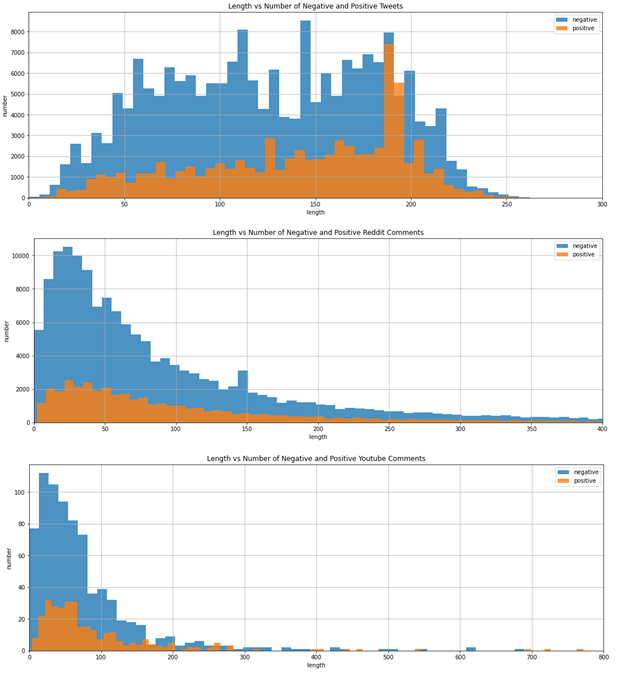 Length vs Number of Negative and Positive Tweets
negative
positive
number
8000
7000
6000
5000
4000
3000
2000
1000
0
0 50 100 150 200 250 300
length
Length vs Number of Negative and Positive Reddit Comments
negative
positive
number
10000
8000
6000
4000
2000
0
0 50 100 150 200 250 300 350 400
length
Length vs Number of Negative and Positive Youtube Comments
negative
positive
number
100
80
60
40
20
0
0 100 200 300 400 500 600 700 800
length